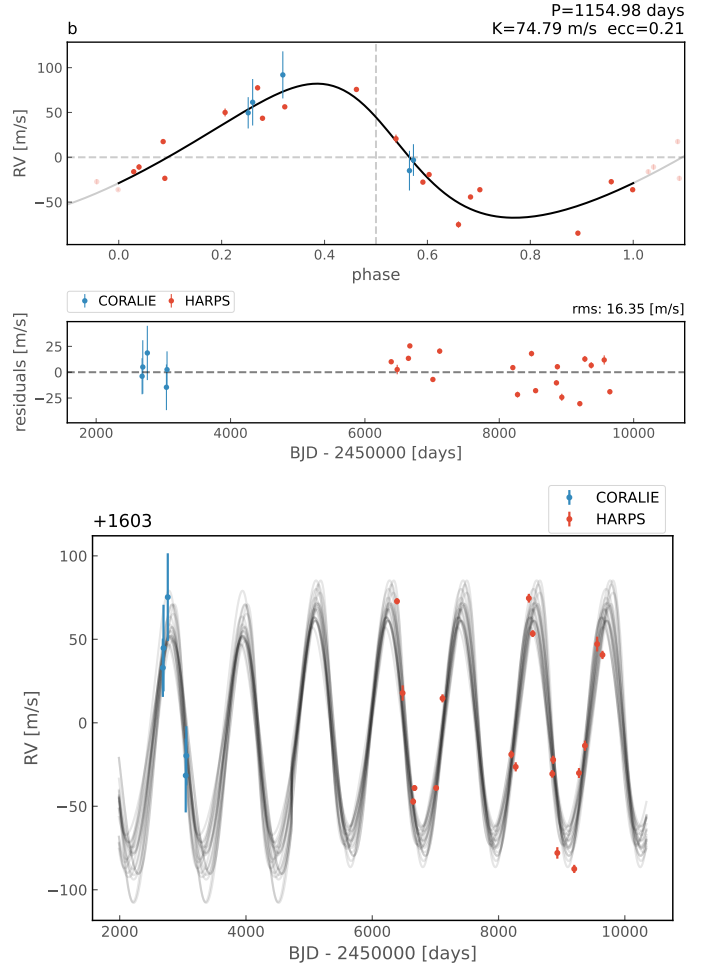 P=1154.98 days
b
K=74.79 m/s ecc=0.21
100
50
0
−50
RV [m/s]
0.0 0.2 0.4 0.6 0.8 1.0
phase
CORALIE HARPS
rms: 16.35 [m/s]
25
0
−25
residuals [m/s]
2000 4000 6000 8000 10000
BJD - 2450000 [days]
CORALIE
HARPS
+1603
100
50
0
−50
−100
RV [m/s]
2000 4000 6000 8000 10000
BJD - 2450000 [days]